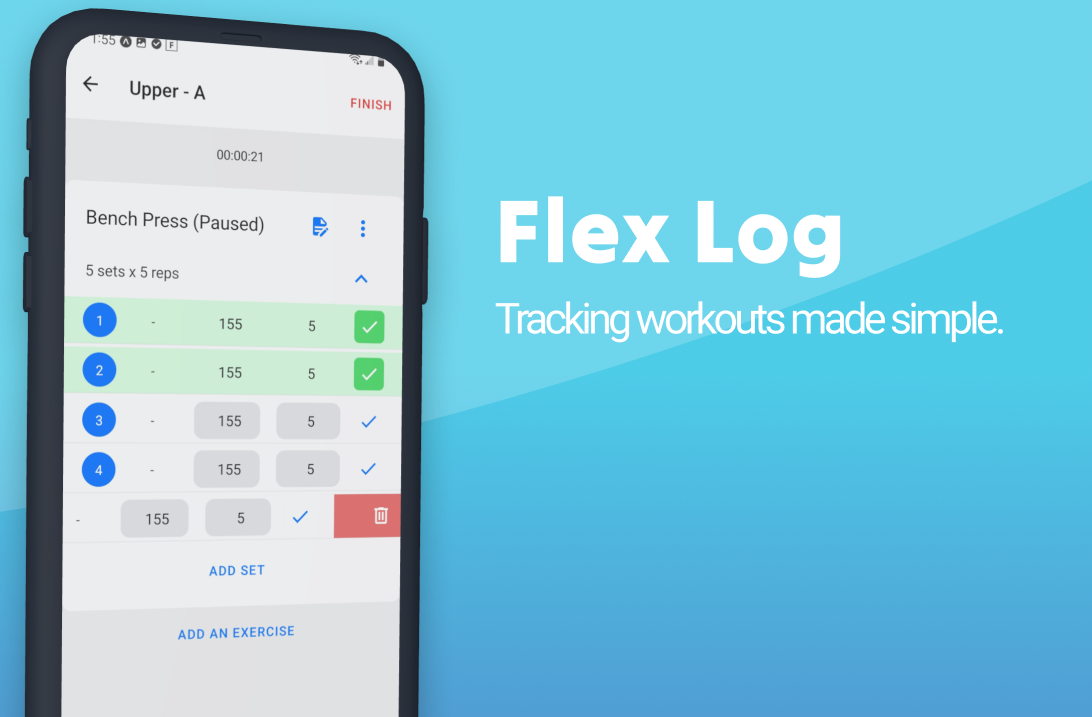 1:55
Upper - A
FINISH
00:00:21
Bench Press (Paused)
5 sets x 5 reps
1 - 155 5
2 - 155 5
3 - 155 5
4 - 155 5
- 155 5
ADD SET
ADD AN EXERCISE
Flex Log
Tracking workouts made simple.